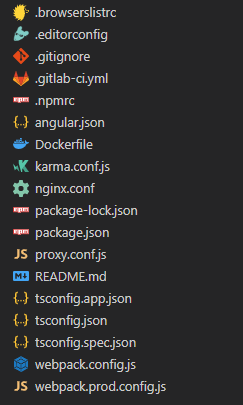 .browserslistrc
.editorconfig
.gitignore
.gitlab-ci.yml
.npmrc
angular.json
Dockerfile
karma.conf.js
nginx.conf
package-lock.json
package.json
JS proxy.conf.js
README.md
tsconfig.app.json
tsconfig.json
tsconfig.spec.json
webpack.config.js
JS webpack.prod.config.js